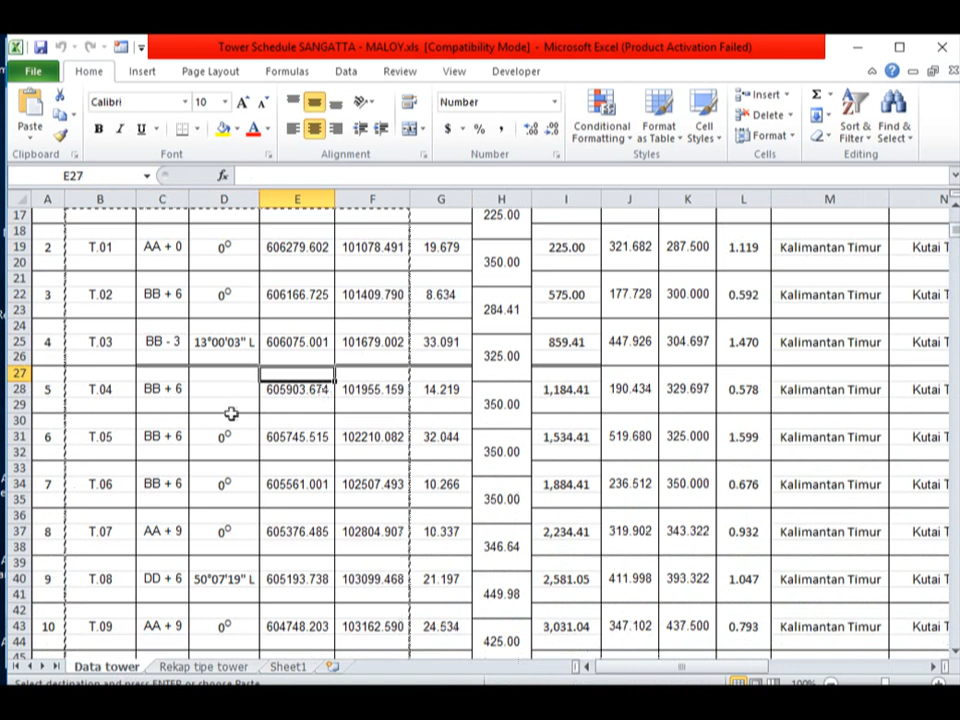 Tower Schedule SANGATTA - MALOY.xls [Compatibility Mode] - Microsoft Excel (Product Activation Failed)
File Home Insert Page Layout Formulas Data Review View Developer
Paste
Calibri 10
Number
Conditional Formatting
Format as Table
Cell Styles
Insert
Delete
Format
Sort & Filter
Find & Select
Clipboard Font Alignment Number Styles Cells Editing
E27 fx
A B C D E F G H I J K L M N
17 225.00
18
19 2 T.01 AA + 0 0⁰ 606279.602 101078.491 19.679 225.00 321.682 287.500 1.119 Kalimantan Timur Kutai T
20 350.00
21
22 3 T.02 BB + 6 0⁰ 606166.725 101409.790 8.634 575.00 177.728 300.000 0.592 Kalimantan Timur Kutai T
23 284.41
24
25 4 T.03 BB - 3 13°00'03" L 606075.001 101679.002 33.091 859.41 447.926 304.697 1.470 Kalimantan Timur Kutai T
26 325.00
27
28 5 T.04 BB + 6 605903.674 101955.159 14.219 1,184.41 190.434 329.697 0.578 Kalimantan Timur Kutai T
29 350.00
30
31 6 T.05 BB + 6 0⁰ 605745.515 102210.082 32.044 1,534.41 519.680 325.000 1.599 Kalimantan Timur Kutai T
32 350.00
33
34 7 T.06 BB + 6 0⁰ 605561.001 102507.493 10.266 1,884.41 236.512 350.000 0.676 Kalimantan Timur Kutai T
35 350.00
36
37 8 T.07 AA + 9 0⁰ 605376.485 102804.907 10.337 2,234.41 319.902 343.322 0.932 Kalimantan Timur Kutai T
38 346.64
39
40 9 T.08 DD + 6 50°07'19" L 605193.738 103099.468 21.197 2,581.05 411.998 393.322 1.047 Kalimantan Timur Kutai T
41 449.98
42
43 10 T.09 AA + 9 0⁰ 604748.203 103162.590 24.534 3,031.04 347.102 437.500 0.793 Kalimantan Timur Kutai T
44 425.00
45
Data tower Rekap tipe tower Sheet1
Select destination and press ENTER or choose Paste 100%